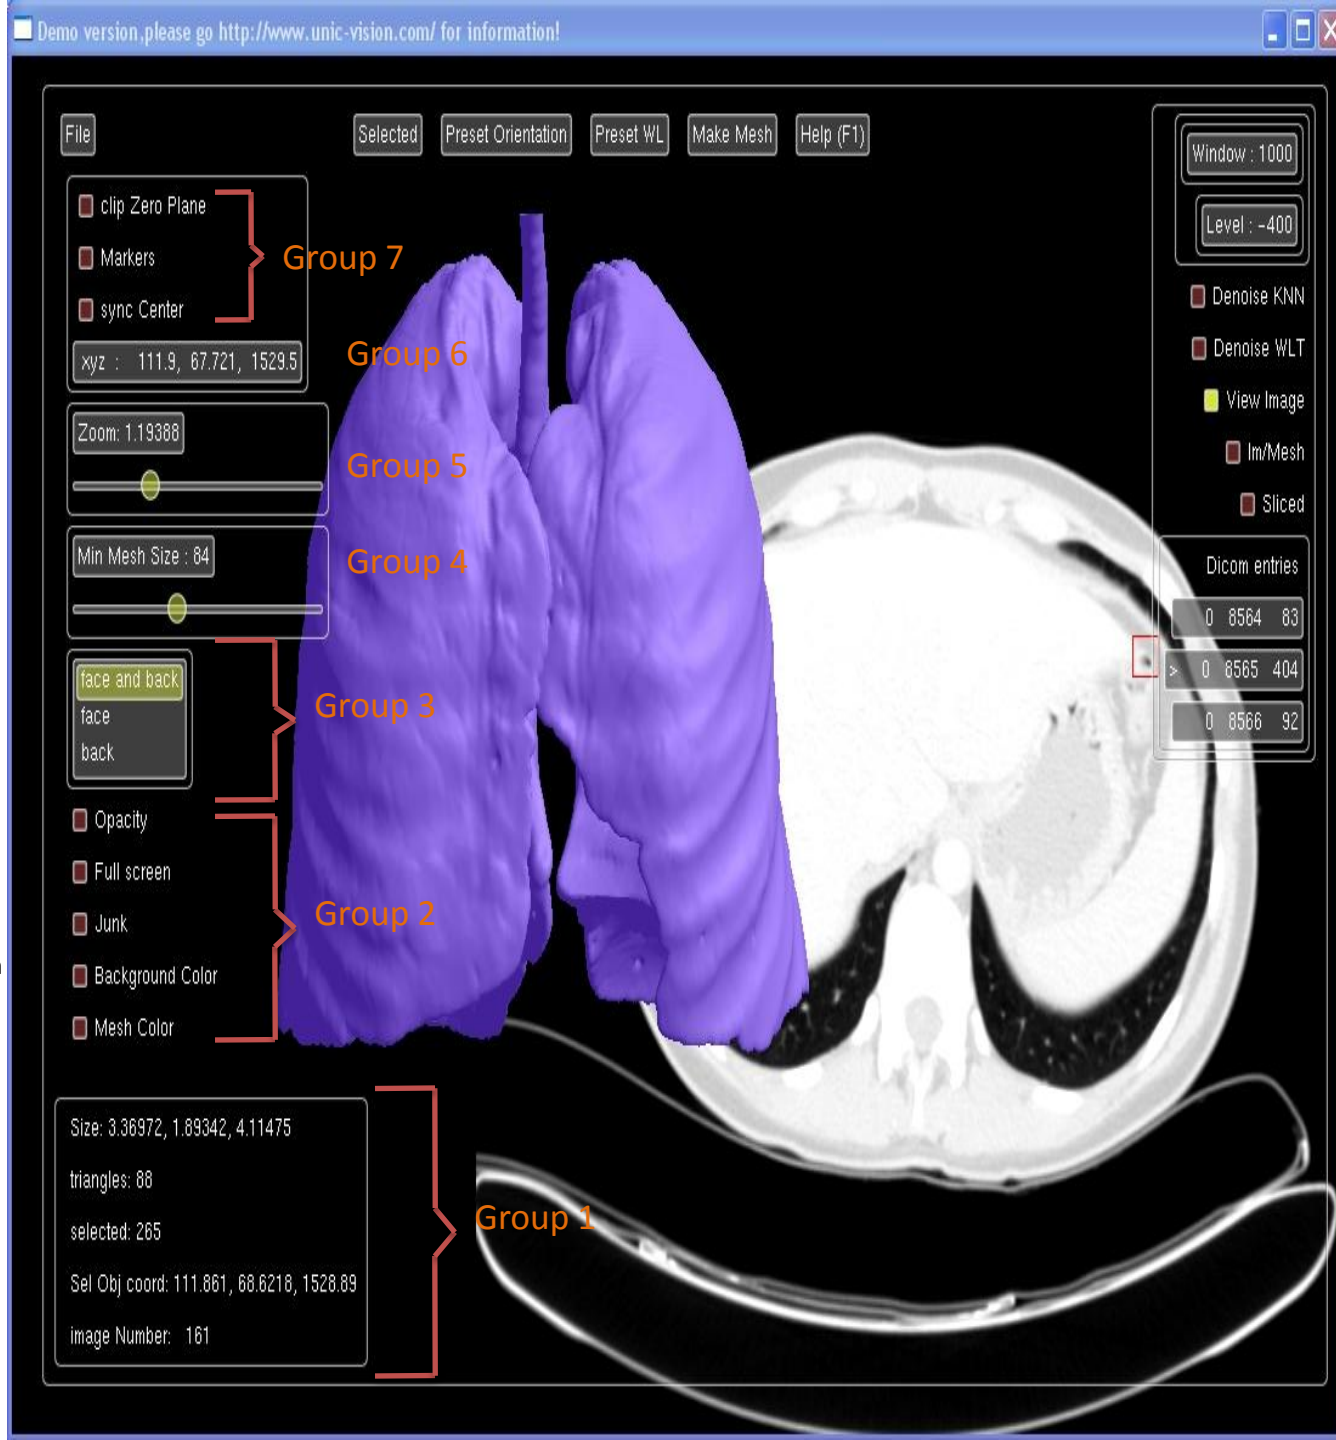 Demo version,please go http://www.unic-vision.com/ for information!
File
Selected
Preset Orientation
Preset WL
Make Mesh
Help (F1)
Window : 1000
Level : -400
clip Zero Plane
Markers
sync Center
Group 7
xyz : 111.9, 67.721, 1529.5
Group 6
Zoom: 1.19388
Group 5
Min Mesh Size : 84
Group 4
face and back
face
back
Group 3
Opacity
Full screen
Junk
Background Color
Mesh Color
Group 2
Size: 3.36972, 1.89342, 4.11475
triangles: 88
selected: 265
Sel Obj coord: 111.861, 68.6218, 1528.89
image Number: 161
Group 1
Denoise KNN
Denoise WLT
View Image
Im/Mesh
Sliced
Dicom entries
0 8564 83
> 0 8565 404
0 8566 92